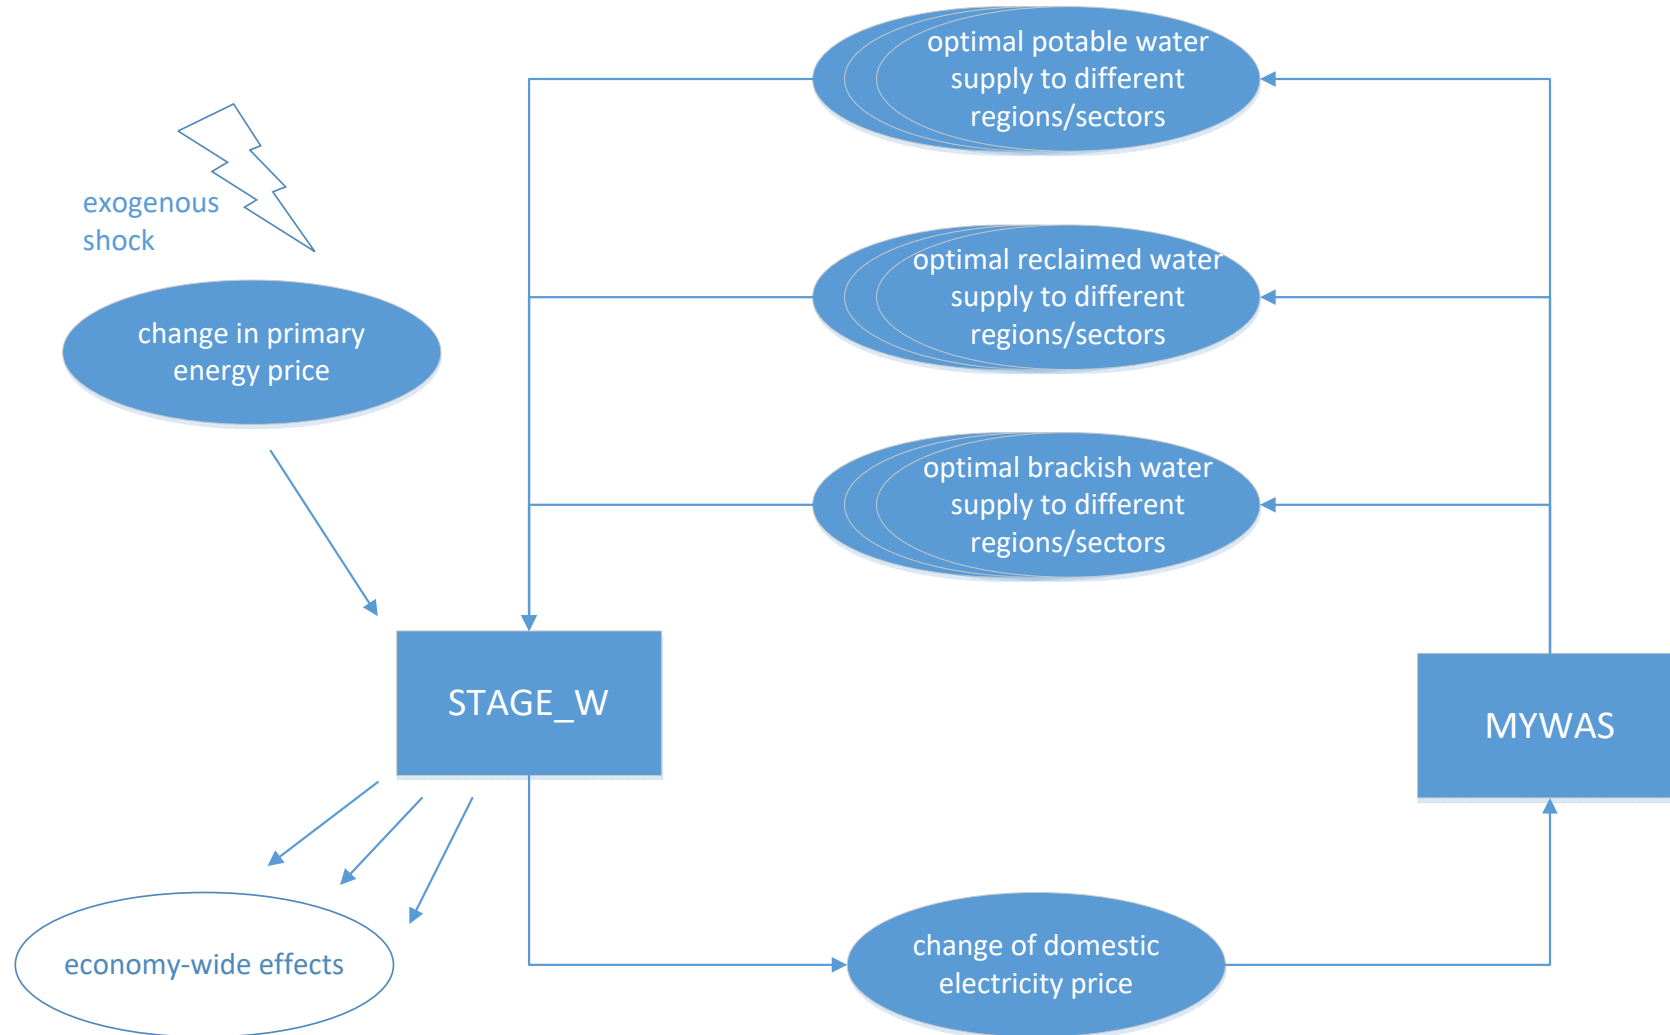 optimal potable water
supply to different
regions/sectors
exogenous
shock
optimal reclaimed water
supply to different
regions/sectors
change in primary
energy price
optimal brackish water
supply to different
regions/sectors
STAGE_W
MYWAS
economy-wide effects
change of domestic
electricity price